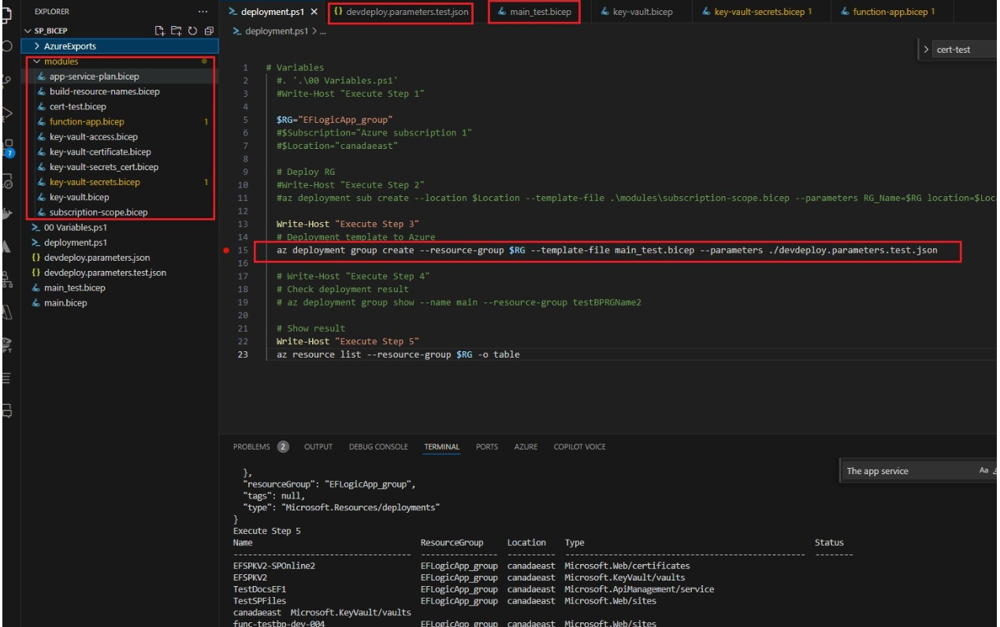 EXPLORER
...
SP_BICEP
AzureExports
modules
app-service-plan.bicep
build-resource-names.bicep
cert-test.bicep
function-app.bicep 1
key-vault-access.bicep
key-vault-certificate.bicep
key-vault-secrets_cert.bicep
key-vault-secrets.bicep 1
key-vault.bicep
subscription-scope.bicep
00 Variables.ps1
deployment.ps1
{} devdeploy.parameters.json
{} devdeploy.parameters.test.json
main_test.bicep
main.bicep
7
deployment.ps1 {} devdeploy.parameters.test.json main_test.bicep key-vault.bicep key-vault-secrets.bicep 1 function-app.bicep 1
deployment.ps1 > ...
cert-test
1 # Variables
2 #. '.\00 Variables.ps1'
3 #Write-Host "Execute Step 1"
4
5 $RG="EFLogicApp_group"
6 #$Subscription="Azure subscription 1"
7 #$Location="canadaeast"
8
9 # Deploy RG
10 #Write-Host "Execute Step 2"
11 #az deployment sub create --location $Location --template-file .\modules\subscription-scope.bicep --parameters RG_Name=$RG location=$Loc
12
13 Write-Host "Execute Step 3"
14 # Deployment template to Azure
15 az deployment group create --resource-group $RG --template-file main_test.bicep --parameters ./devdeploy.parameters.test.json
16
17 # Write-Host "Execute Step 4"
18 # Check deployment result
19 # az deployment group show --name main --resource-group testBPRGName2
20
21 # Show result
22 Write-Host "Execute Step 5"
23 az resource list --resource-group $RG -o table
PROBLEMS 2 OUTPUT DEBUG CONSOLE TERMINAL PORTS AZURE COPILOT VOICE
The app service Aa
},
"resourceGroup": "EFLogicApp_group",
"tags": null,
"type": "Microsoft.Resources/deployments"
}
Execute Step 5
Name ResourceGroup Location Type Status
---------------------------------- ---------------- ---------- ----------------------------------------------- --------
EFSPKV2-SPOnline2 EFLogicApp_group canadaeast Microsoft.Web/certificates
EFSPKV2 EFLogicApp_group canadaeast Microsoft.KeyVault/vaults
TestDocsEF1 EFLogicApp_group canadaeast Microsoft.ApiManagement/service
TestSPFiles EFLogicApp_group canadaeast Microsoft.Web/sites
canadaeast Microsoft.KeyVault/vaults
func-testbp-dev-004 EFLogicApp_group canadaeast Microsoft.Web/sites